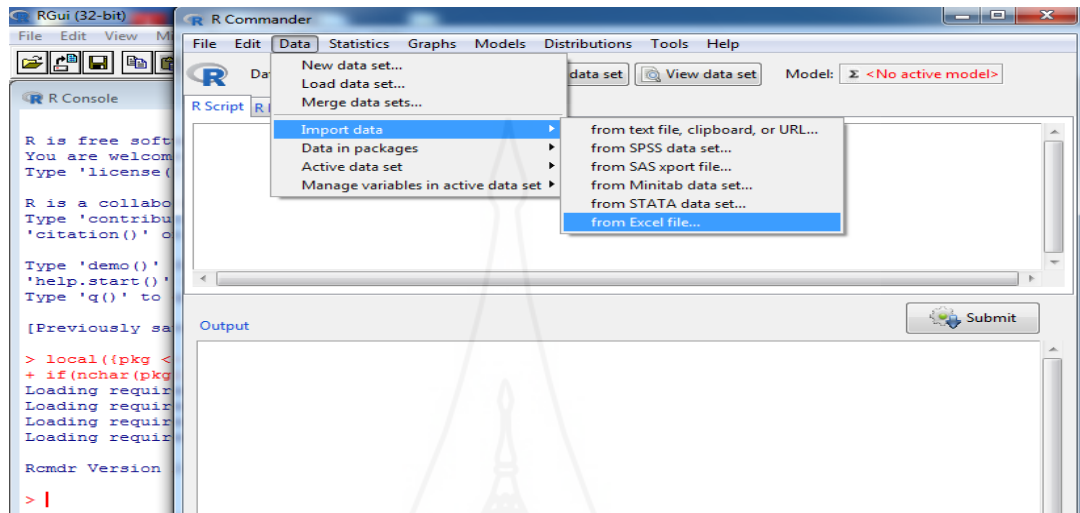 RGui (32-bit)
File Edit View
R Console
R is free soft
You are welcom
Type 'license(
R is a collabo
Type 'contribu
'citation()' o
Type 'demo()'
'help.start()'
Type 'q()' to
[Previously sa
> local({pkg <
+ if(nchar(pkg
Loading requir
Loading requir
Loading requir
Loading requir
Rcmdr Version
>
R Commander
File Edit Data Statistics Graphs Models Distributions Tools Help
Da
data set
View data set
Model: Σ <No active model>
R Script
New data set...
Load data set...
Merge data sets...
Import data
Data in packages
Active data set
Manage variables in active data set
from text file, clipboard, or URL...
from SPSS data set...
from SAS xport file...
from Minitab data set...
from STATA data set...
from Excel file...
Output
Submit